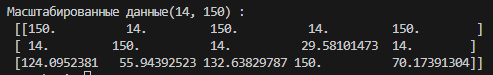 Масштабированные данные(14, 150) :
[[150. 14. 150. 14. 150. ]
[ 14. 150. 14. 29.58101473 14. ]
[124.0952381 55.94392523 132.63829787 150. 70.17391304]]